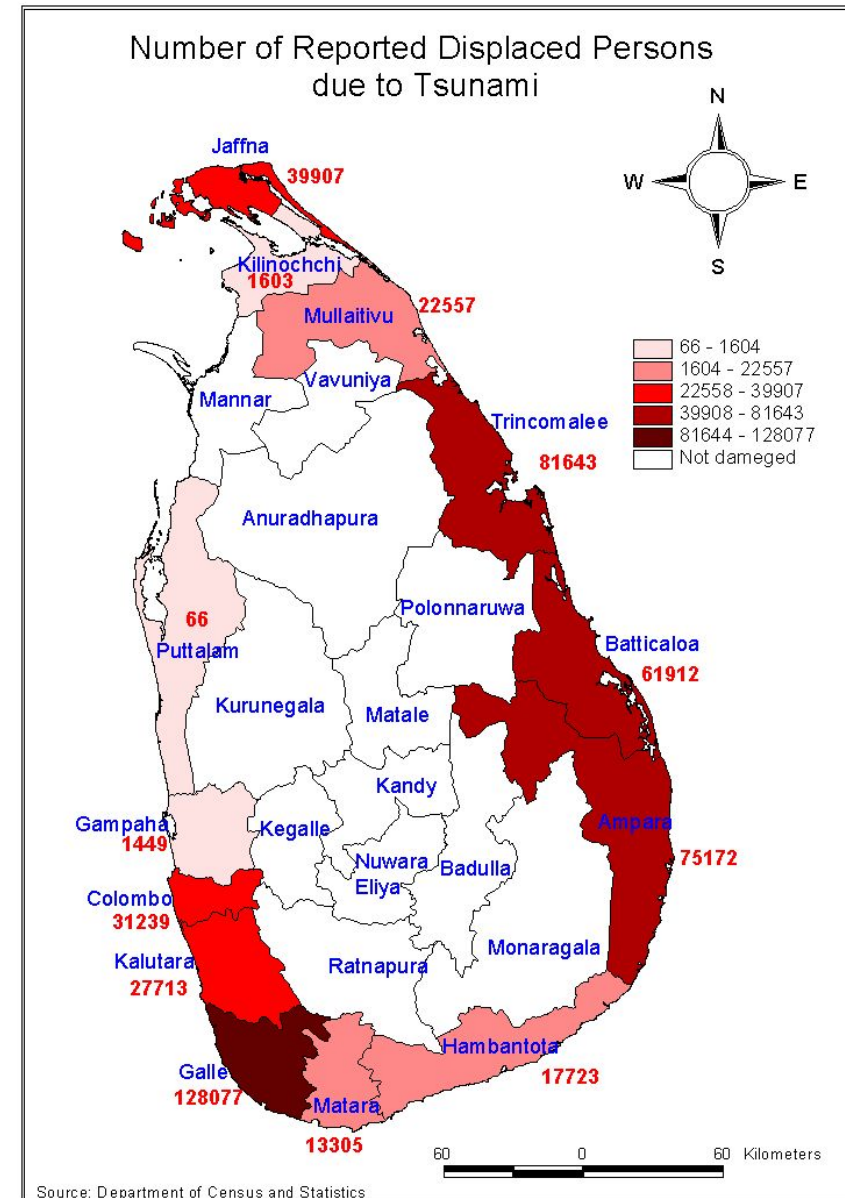 Number of Reported Displaced Persons
due to Tsunami
N
W
E
S
Jaffna
39907
Kilinochchi
1603
22557
Mullaitivu
66 - 1604
1604 - 22557
22558 - 39907
39908 - 81643
81644 - 128077
Not dameged
Vavuniya
Mannar
Trincomalee
81643
Anuradhapura
Polonnaruwa
66
Puttalam
Batticaloa
61912
Kurunegala
Matale
Kandy
Gampaha
1449
Kegalle
Ampara
Nuwara
Eliya
Badulla
75172
Colombo
31239
Kalutara
27713
Ratnapura
Monaragala
Hambantota
17723
Galle
128077
Matara
13305
60 0 60 Kilometers
Source: Department of Census and Statistics